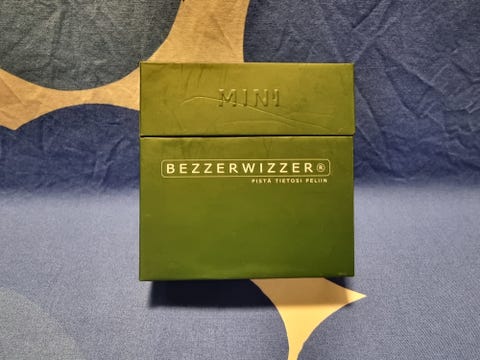 MINI
BEZZERWIZZER®
PISTÄ TIETOSI PELIIN